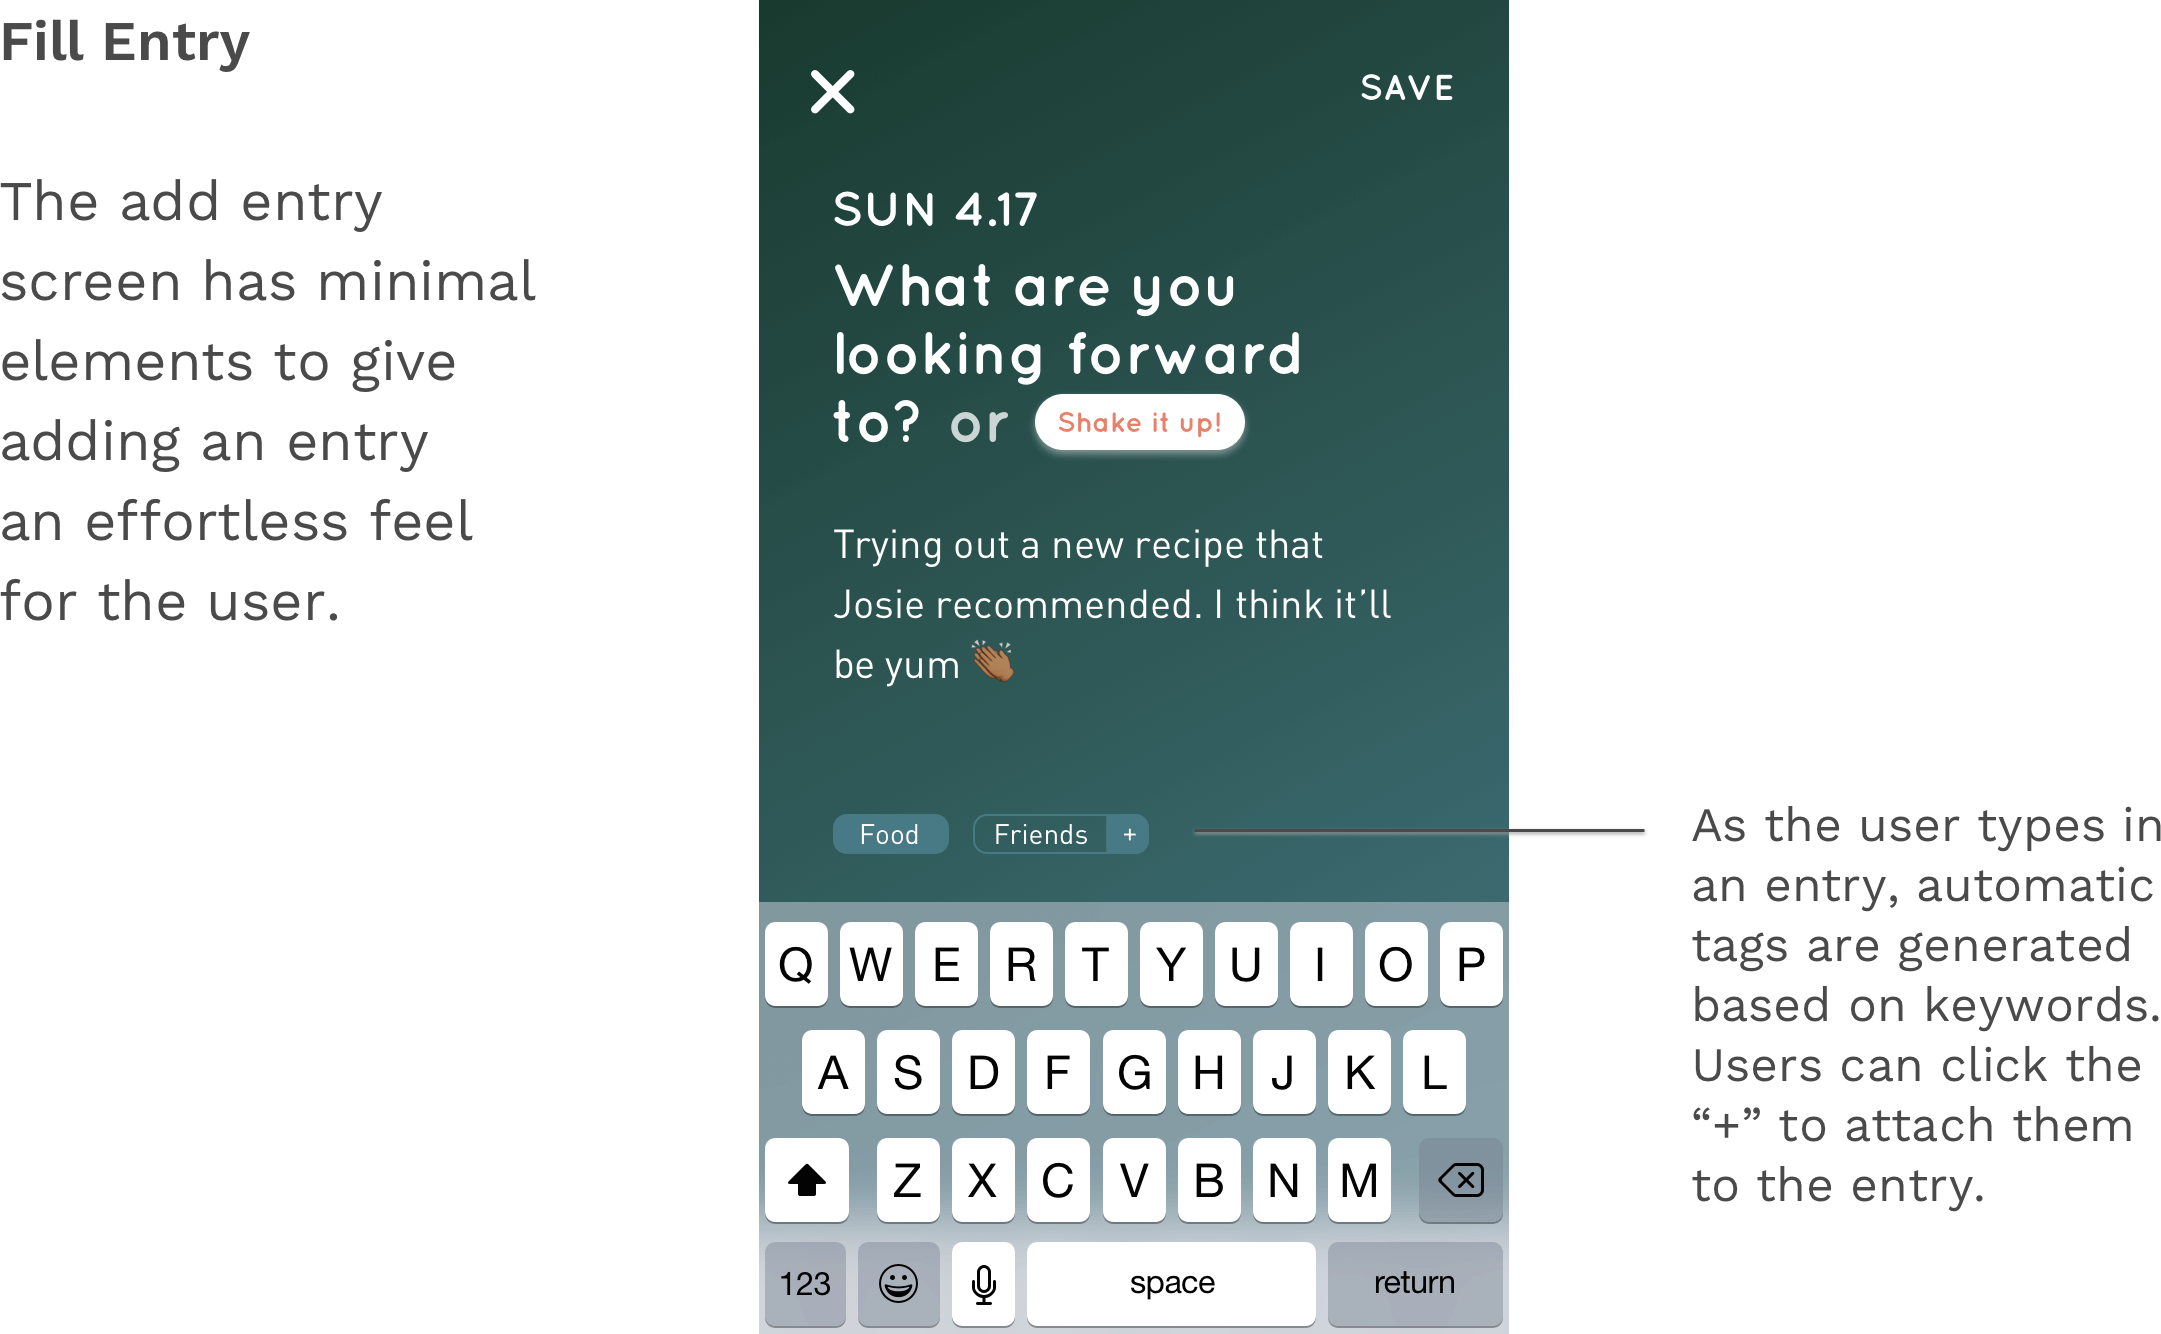 Fill Entry
The add entry
screen has minimal
elements to give
adding an entry
an effortless feel
for the user.
SAVE
SUN 4.17
What are you
looking forward
to? or Shake it up!
Trying out a new recipe that
Josie recommended. I think it’ll
be yum 👏🏾
Food Friends +
Q W E R T Y U I O P
A S D F G H J K L
Z X C V B N M
123 space return
As the user types in
an entry, automatic
tags are generated
based on keywords.
Users can click the
“+” to attach them
to the entry.